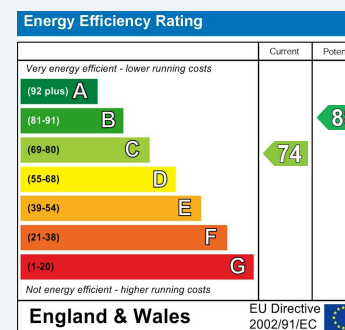 Energy Efficiency Rating
Current
Very energy efficient - lower running costs
(92 plus) A
(81-91) B
(69-80) C
74
(55-68) D
(39-54) E
(21-38) F
(1-20) G
Not energy efficient - higher running costs
England & Wales
EU Directive
2002/91/EC